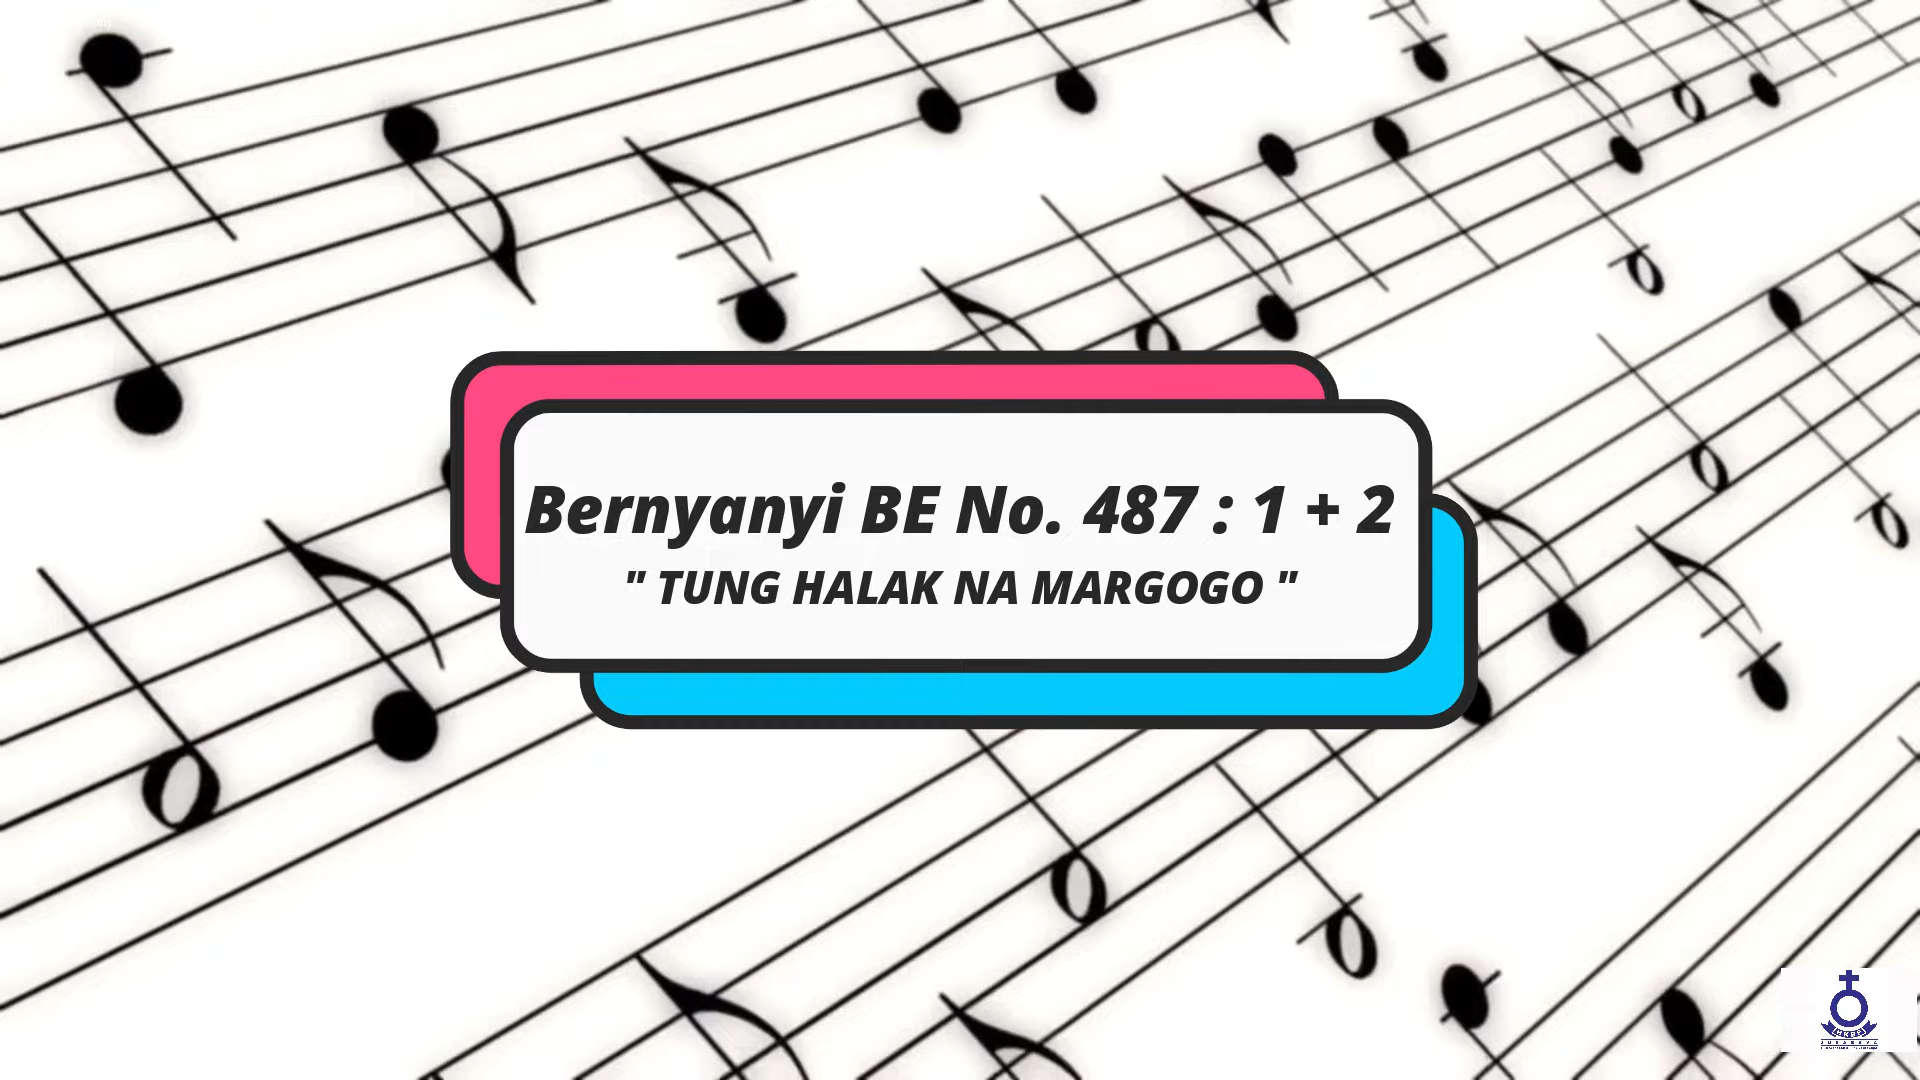 Bernyanyi BE No. 487 : 1 + 2
" TUNG HALAK NA MARGOGO "